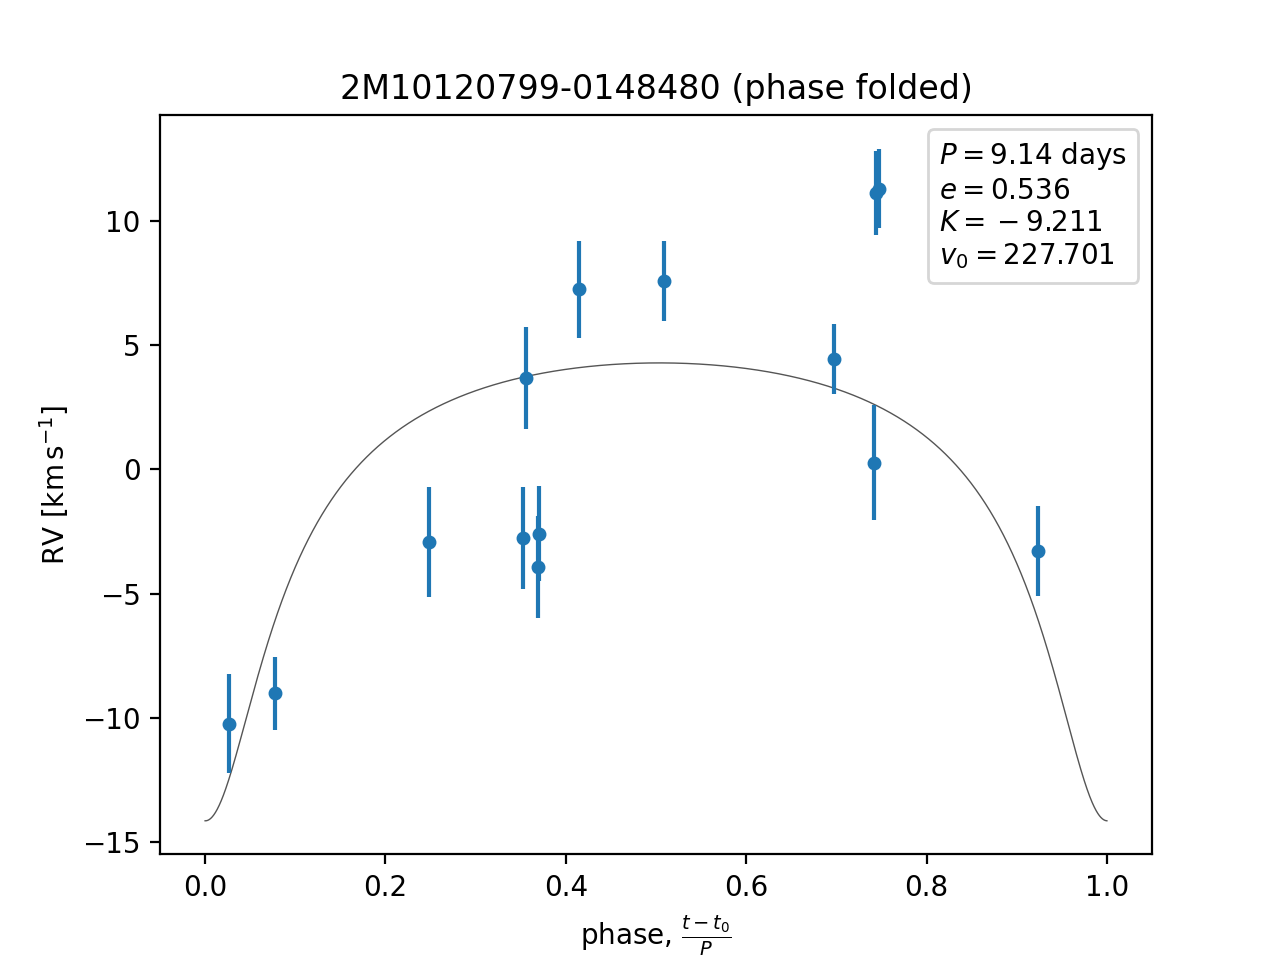 2M10120799-0148480 (phase folded)
P = 9.14 days
e = 0.536
K = −9.211
v₀ = 227.701
10
5
0
−5
−10
−15
RV [km s⁻¹]
0.0 0.2 0.4 0.6 0.8 1.0
phase, (t − t₀)/P